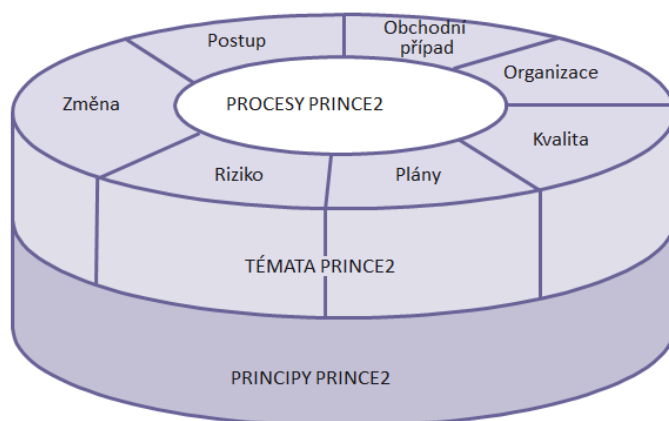 Postup
Obchodní
případ
Organizace
Změna
PROCESY PRINCE2
Kvalita
Riziko
Plány
TÉMATA PRINCE2
PRINCIPY PRINCE2